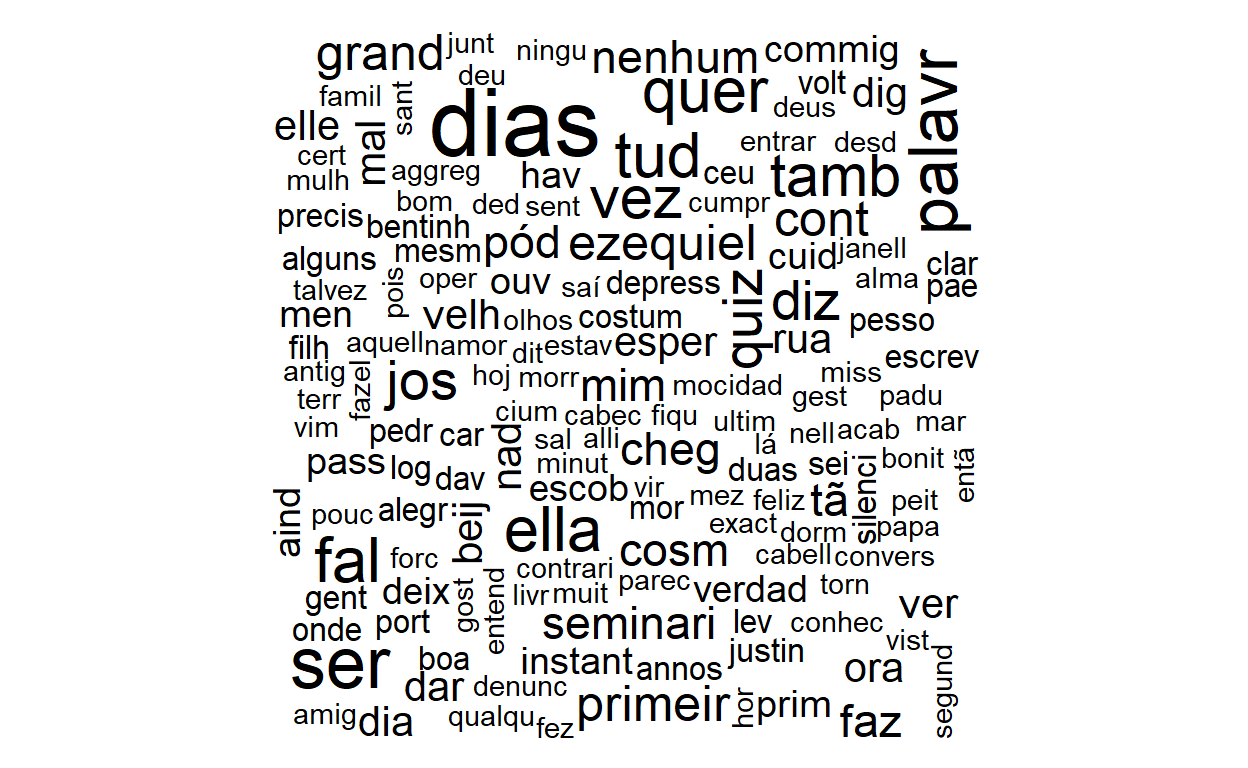 grand junt ningu nenhum commig
deu quer volt dig palavr
famil sant dias deus
elle mal tud entrar desd
cert aggreg hav ceu tamb
mulh
bom ded sent vez cumpr
precis bentinh cont
alguns mesm pód ezequiel cuid janell clar
talvez pois oper ouv saí depress quiz diz alma pae
men velh olhos costum rua pesso
filh aquell namor dit estav esper escrev
antig fazel jos hoj morr mim mocidad miss
terr gest padu
vim cium cabec fiqu ultim mar
pedr car nad sal alli cheg lá nell acab
pass log minut duas sei bonit entã
dav escob vir
aind pouc alegr beij mor mez feliz tã silenci peit
fal ella exact dorm papa
forc cosm cabell convers
contrari
gent deix gost entend livr muit parec verdad torn ver
onde port seminari lev conhec
vist
ser boa instant annos justin ora segund
dar denunc
amig dia qualqu fez primeir hor prim faz